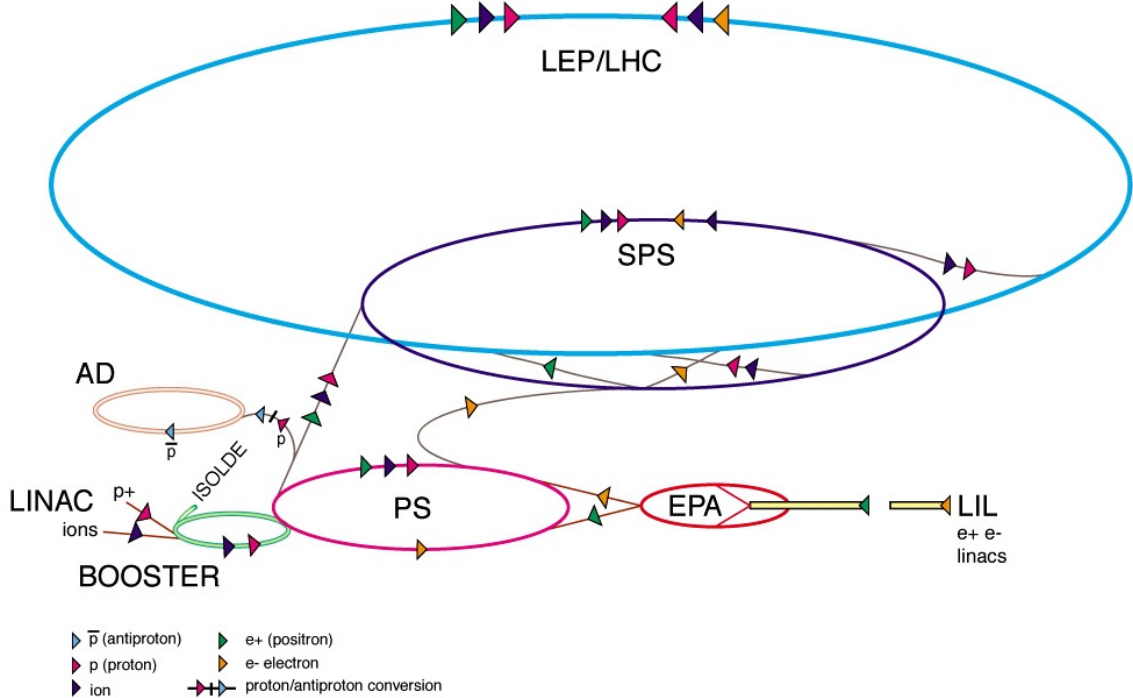 LEP/LHC
SPS
AD
p̅
p
ISOLDE
LINAC
p+
ions
BOOSTER
PS
EPA
LIL
e+ e-
linacs
p̅ (antiproton)
p (proton)
ion
e+ (positron)
e- electron
proton/antiproton conversion